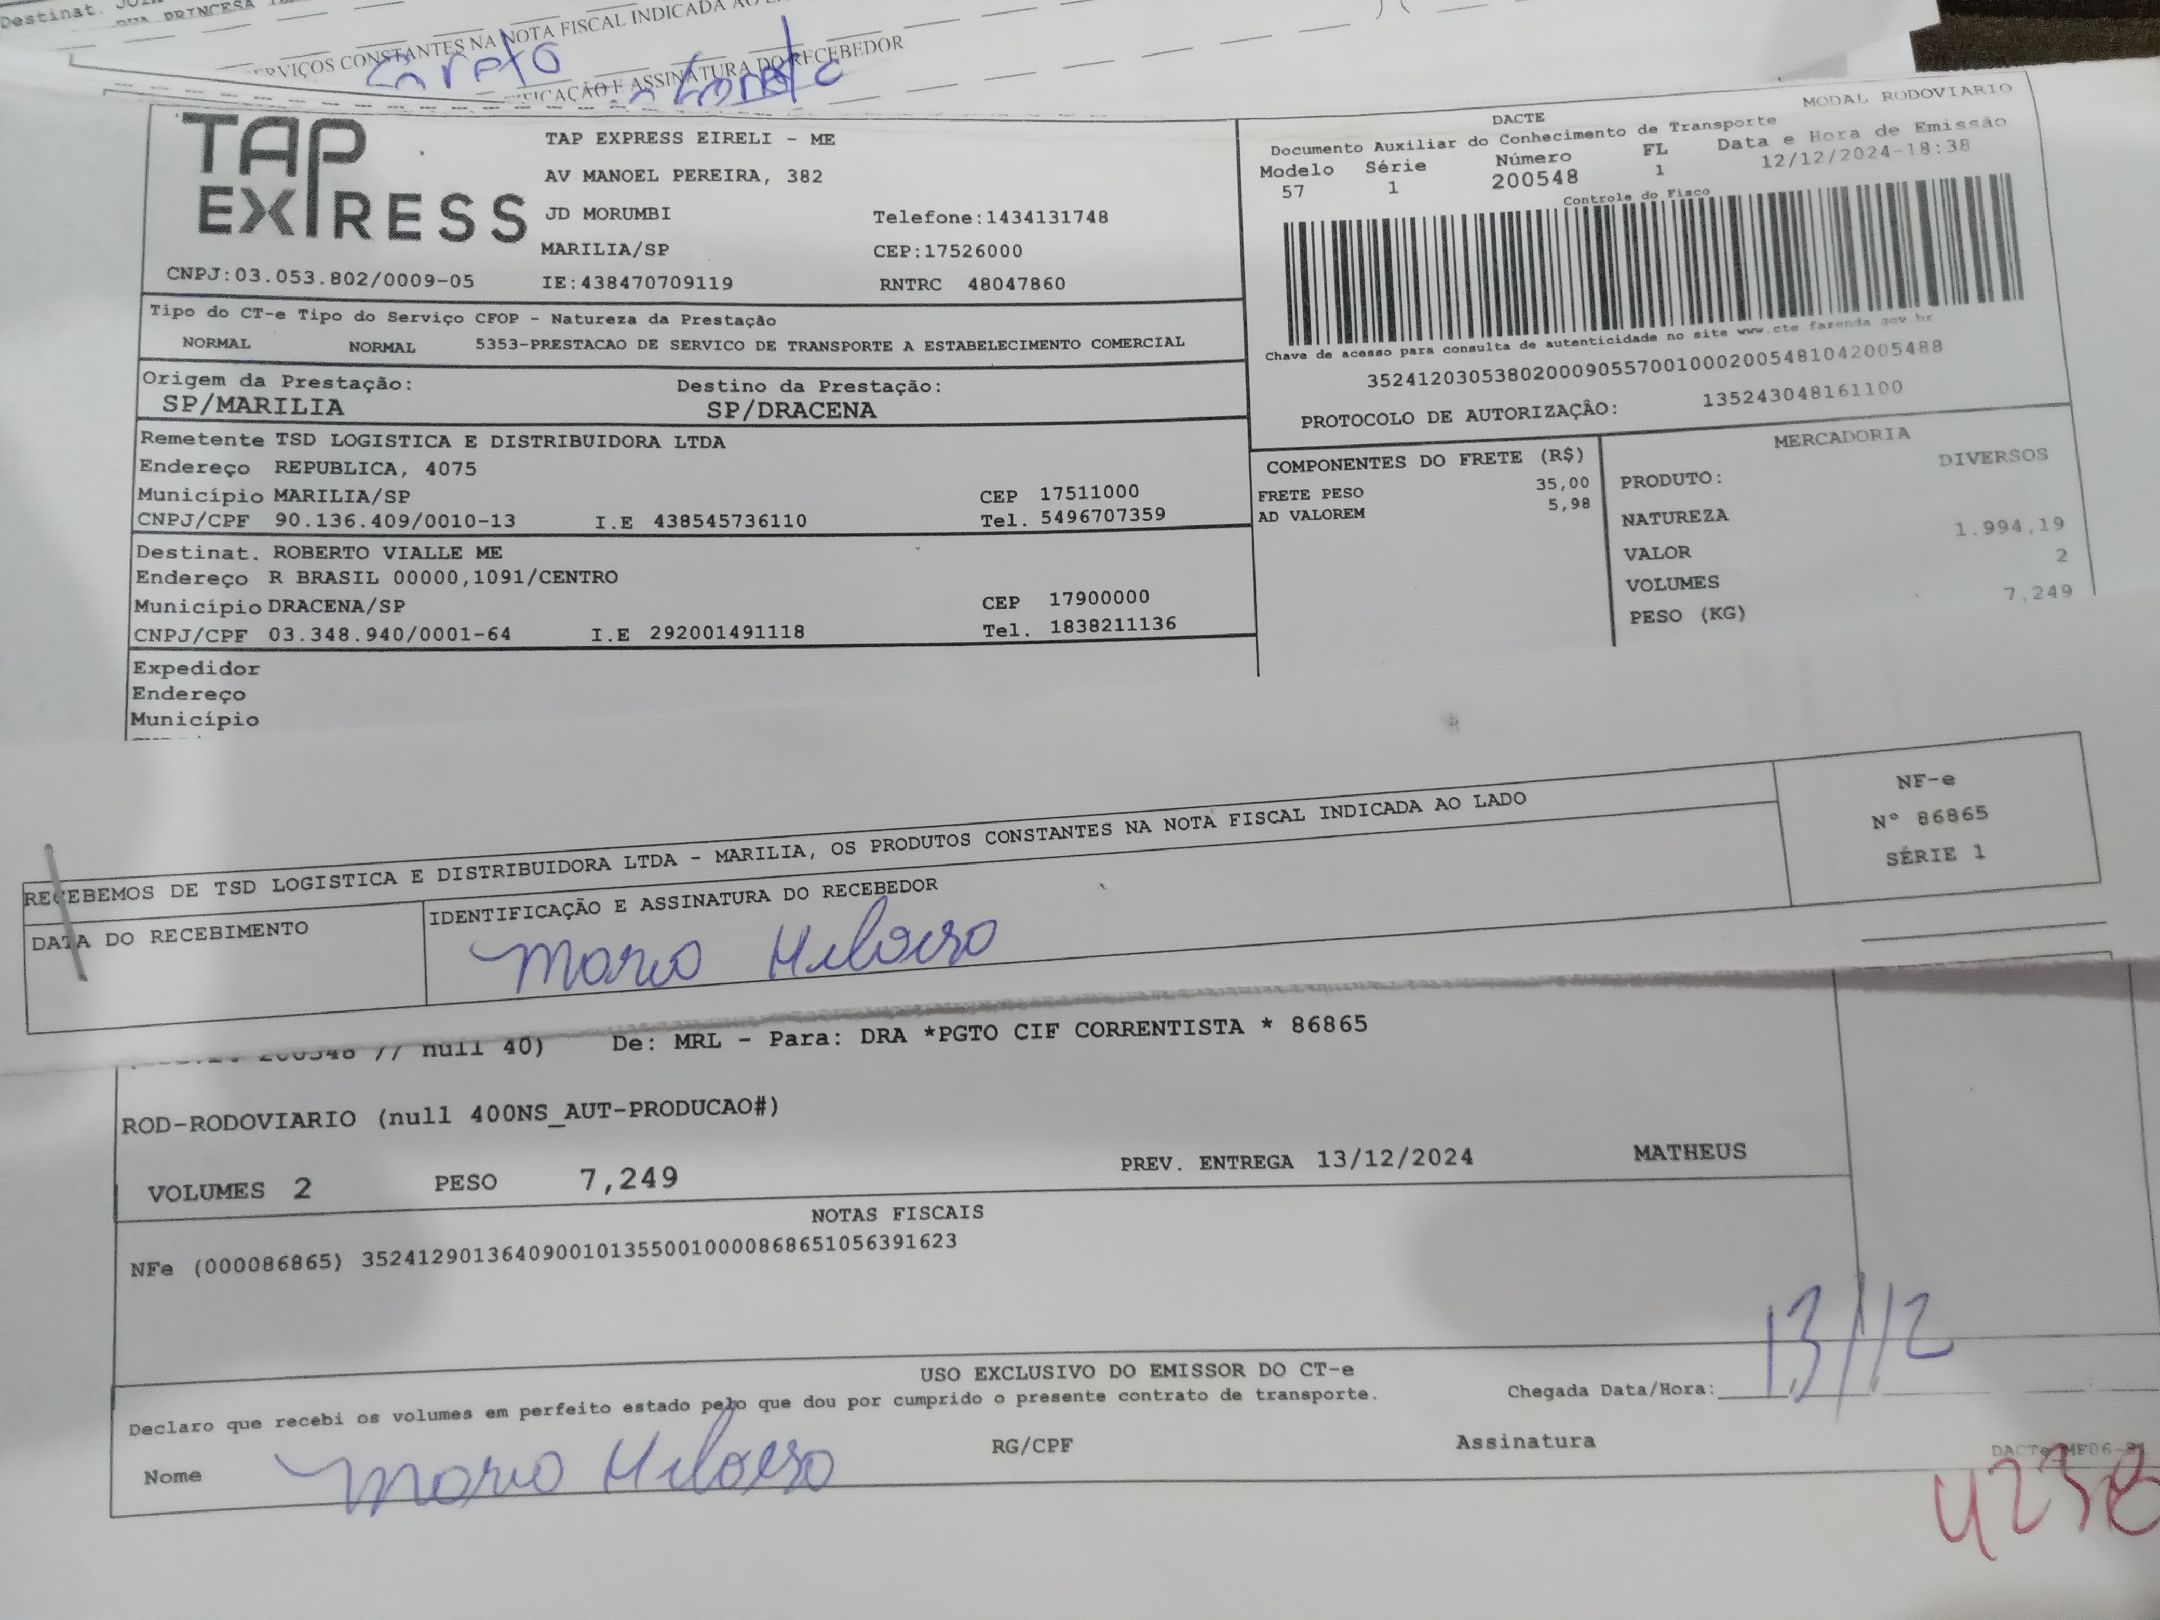 Destinat.
RUA PRINCESA
SERVIÇOS CONSTANTES NA NOTA FISCAL INDICADA AO
IDENTIFICAÇÃO E ASSINATURA DO RECEBEDOR
TAP EXPRESS
TAP EXPRESS EIRELI - ME
AV MANOEL PEREIRA, 382
JD MORUMBI Telefone:1434131748
MARILIA/SP CEP:17526000
CNPJ:03.053.802/0009-05 IE:438470709119 RNTRC 48047860
DACTE MODAL RODOVIARIO
Documento Auxiliar do Conhecimento de Transporte
Modelo Série Número FL Data e Hora de Emissão
57 1 200548 1 12/12/2024-18:38
Controle do Fisco
Chave de acesso para consulta de autenticidade no site www.cte fazenda gov.br
35241203053802000905570010002005481042005488
PROTOCOLO DE AUTORIZAÇÃO: 135243048161100
Tipo do CT-e Tipo do Serviço CFOP - Natureza da Prestação
NORMAL NORMAL 5353-PRESTACAO DE SERVICO DE TRANSPORTE A ESTABELECIMENTO COMERCIAL
Origem da Prestação: Destino da Prestação:
SP/MARILIA SP/DRACENA
Remetente TSD LOGISTICA E DISTRIBUIDORA LTDA
Endereço REPUBLICA, 4075
Município MARILIA/SP CEP 17511000
CNPJ/CPF 90.136.409/0010-13 I.E 438545736110 Tel. 5496707359
Destinat. ROBERTO VIALLE ME
Endereço R BRASIL 00000,1091/CENTRO
Município DRACENA/SP CEP 17900000
CNPJ/CPF 03.348.940/0001-64 I.E 292001491118 Tel. 1838211136
Expedidor
Endereço
Município
COMPONENTES DO FRETE (R$)
FRETE PESO 35,00
AD VALOREM 5,98
MERCADORIA
PRODUTO: DIVERSOS
NATUREZA
VALOR 1.994,19
VOLUMES 2
PESO (KG) 7,249
RECEBEMOS DE TSD LOGISTICA E DISTRIBUIDORA LTDA - MARILIA, OS PRODUTOS CONSTANTES NA NOTA FISCAL INDICADA AO LADO
DATA DO RECEBIMENTO
IDENTIFICAÇÃO E ASSINATURA DO RECEBEDOR
NF-e
Nº 86865
SÉRIE 1
200548 // null 40) De: MRL - Para: DRA *PGTO CIF CORRENTISTA * 86865
ROD-RODOVIARIO (null 400NS_AUT-PRODUCAO#)
VOLUMES 2 PESO 7,249 PREV. ENTREGA 13/12/2024 MATHEUS
NOTAS FISCAIS
NFe (000086865) 35241290136409001013550010000868651056391623
USO EXCLUSIVO DO EMISSOR DO CT-e
Declaro que recebi os volumes em perfeito estado pelo que dou por cumprido o presente contrato de transporte.
Chegada Data/Hora: 13/12
Nome RG/CPF Assinatura
4238